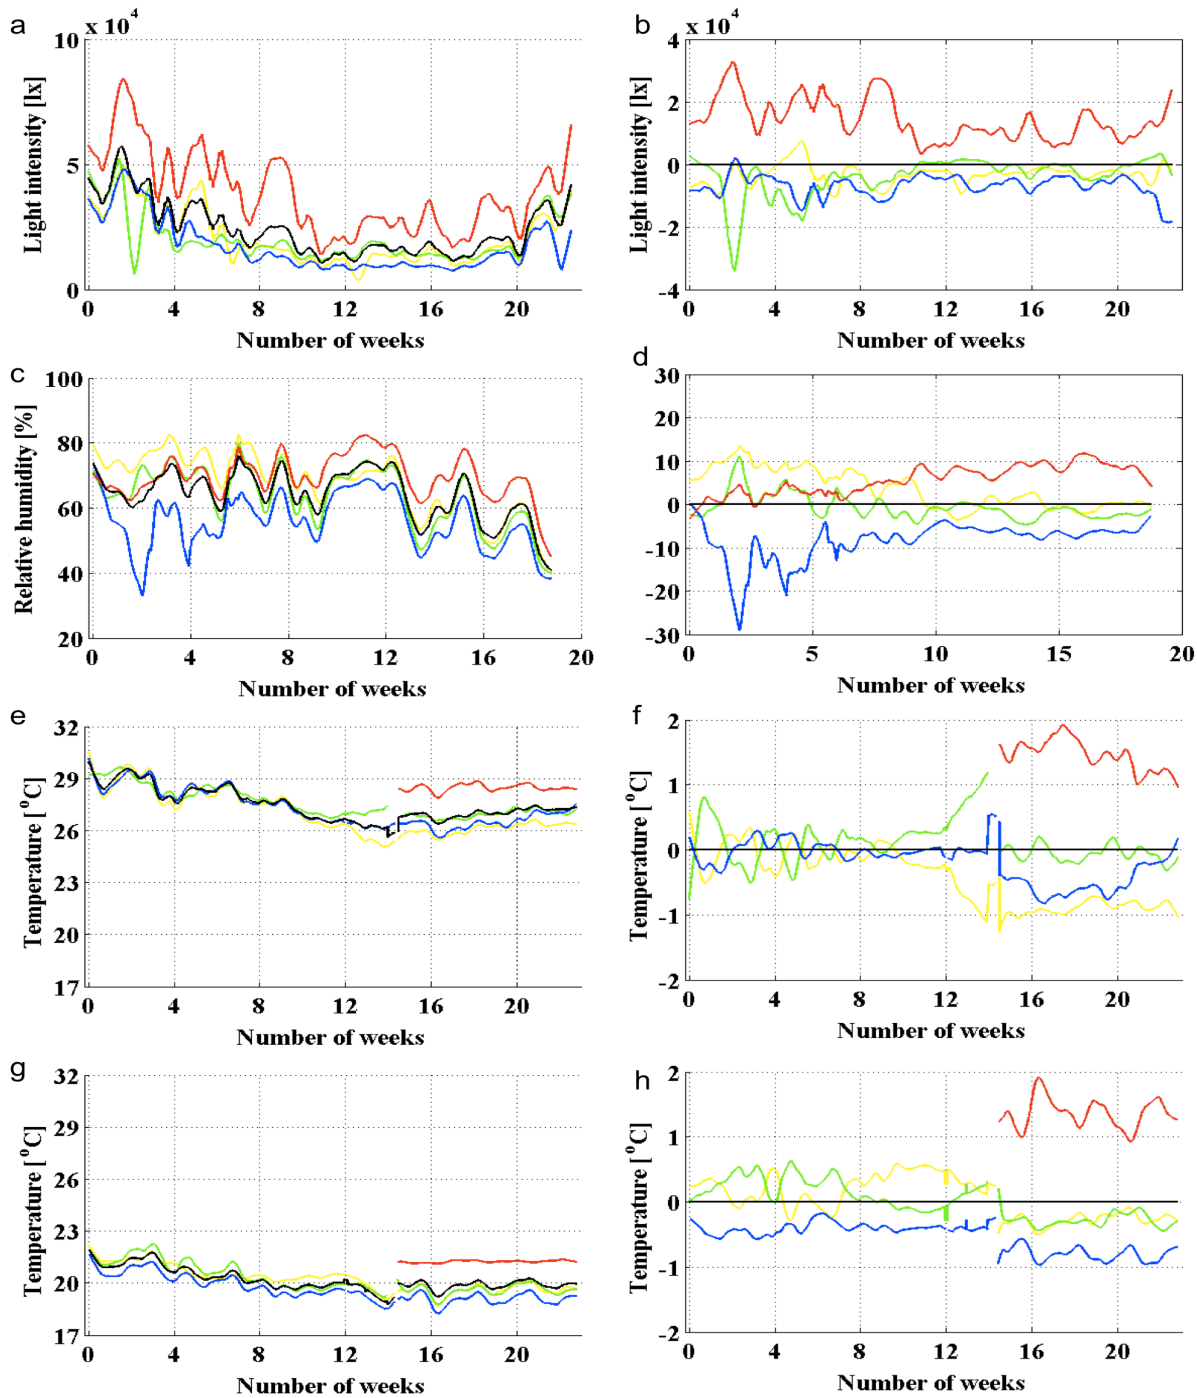 a
x 10⁴
10
5
0
Light intensity [lx]
0 4 8 12 16 20
Number of weeks
b
x 10⁴
4
2
0
-2
-4
Light intensity [lx]
0 4 8 12 16 20
Number of weeks
c
100
80
60
40
20
Relative humidity [%]
0 4 8 12 16 20
Number of weeks
d
30
20
10
0
-10
-20
-30
0 5 10 15 20
Number of weeks
e
32
29
26
23
20
17
Temperature [°C]
0 4 8 12 16 20
Number of weeks
f
2
1
0
-1
-2
Temperature [°C]
0 4 8 12 16 20
Number of weeks
g
32
29
26
23
20
17
Temperature [°C]
0 4 8 12 16 20
Number of weeks
h
2
1
0
-1
-2
Temperature [°C]
0 4 8 12 16 20
Number of weeks